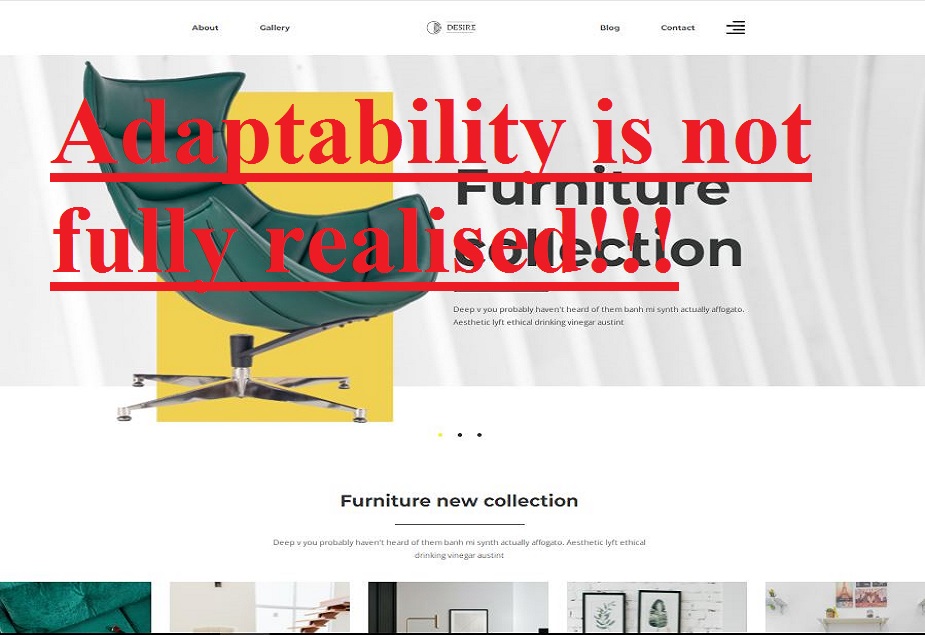 About Gallery DESIRE Blog Contact
Adaptability is not
fully realised!!!
Furniture
collection
Deep v you probably haven't heard of them banh mi synth actually affogato.
Aesthetic lyft ethical drinking vinegar austint
Furniture new collection
Deep v you probably haven't heard of them banh mi synth actually affogato. Aesthetic lyft ethical
drinking vinegar austint